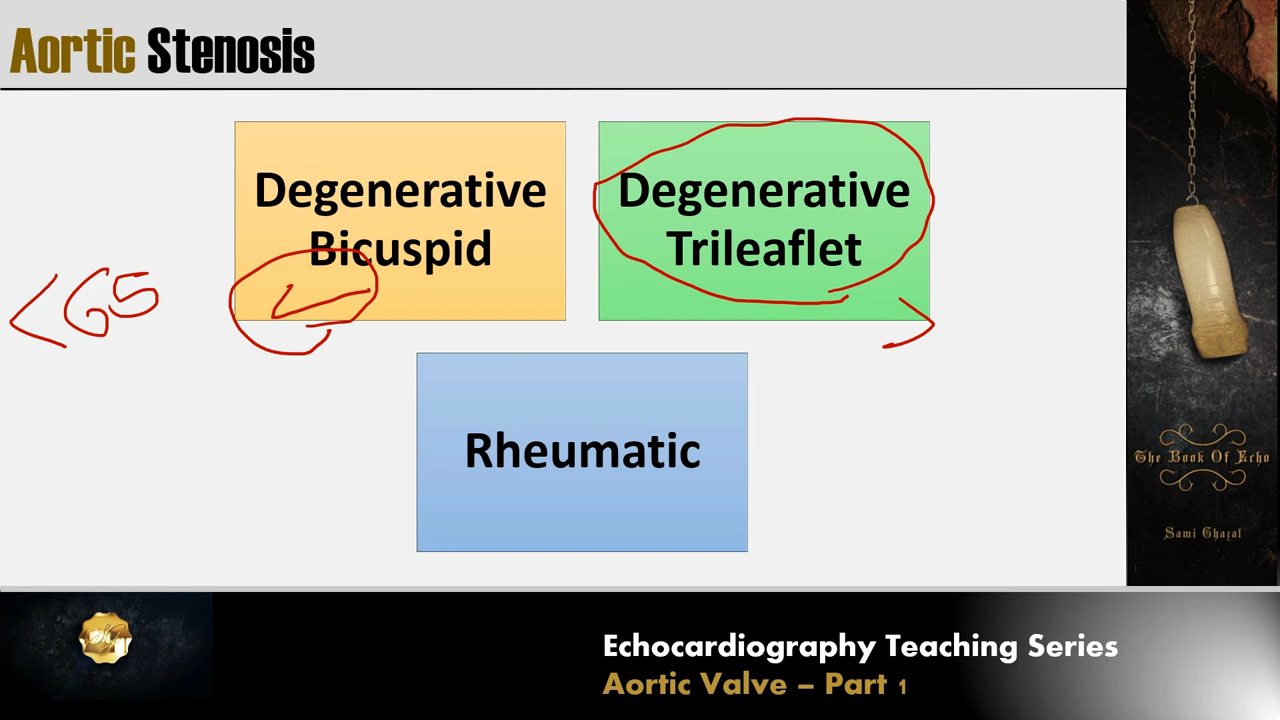 Aortic Stenosis
Degenerative
Bicuspid
Degenerative
Trileaflet
<65
>
Rheumatic
The Book Of Echo
Sami Ghazal
Echocardiography Teaching Series
Aortic Valve – Part 1